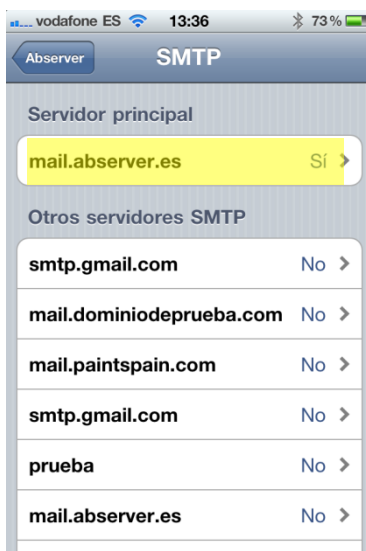 vodafone ES 13:36 73 %
Abserver SMTP
Servidor principal
mail.abserver.es Sí
Otros servidores SMTP
smtp.gmail.com No
mail.dominiodeprueba.com No
mail.paintspain.com No
smtp.gmail.com No
prueba No
mail.abserver.es No